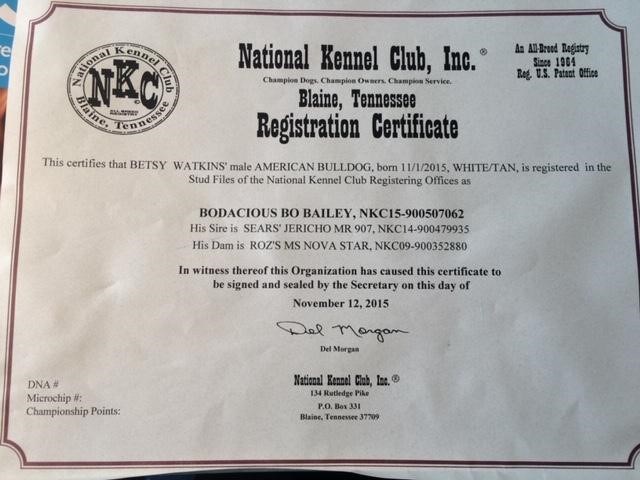 National Kennel Club
NKC
©
ALL-BREED
REGISTRY
Blaine, Tennessee
National Kennel Club, Inc.®
Champion Dogs. Champion Owners. Champion Service.
Blaine, Tennessee
Registration Certificate
An All-Breed Registry
Since 1964
Reg. U.S. Patent Office
This certifies that BETSY WATKINS' male AMERICAN BULLDOG, born 11/1/2015, WHITE/TAN, is registered in the
Stud Files of the National Kennel Club Registering Offices as
BODACIOUS BO BAILEY, NKC15-900507062
His Sire is SEARS' JERICHO MR 907, NKC14-900479935
His Dam is ROZ'S MS NOVA STAR, NKC09-900352880
In witness thereof this Organization has caused this certificate to
be signed and sealed by the Secretary on this day of
November 12, 2015
Del Morgan
Del Morgan
DNA #
Microchip #:
Championship Points:
National Kennel Club, Inc.®
134 Rutledge Pike
P.O. Box 331
Blaine, Tennessee 37709